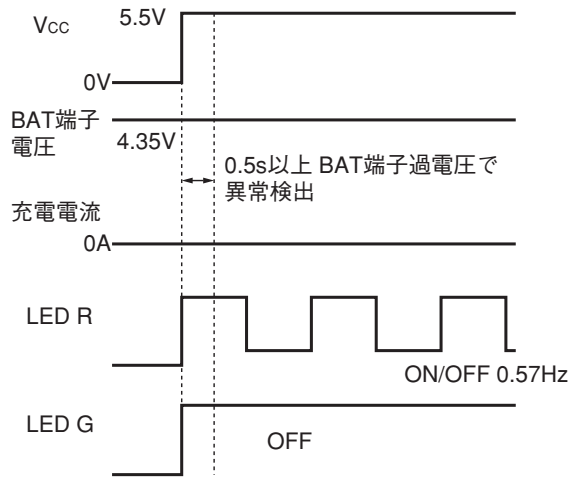 Vcc
5.5V
0V
BAT端子
電圧
4.35V
0.5s以上 BAT端子過電圧で
異常検出
充電電流
0A
LED R
ON/OFF 0.57Hz
LED G
OFF